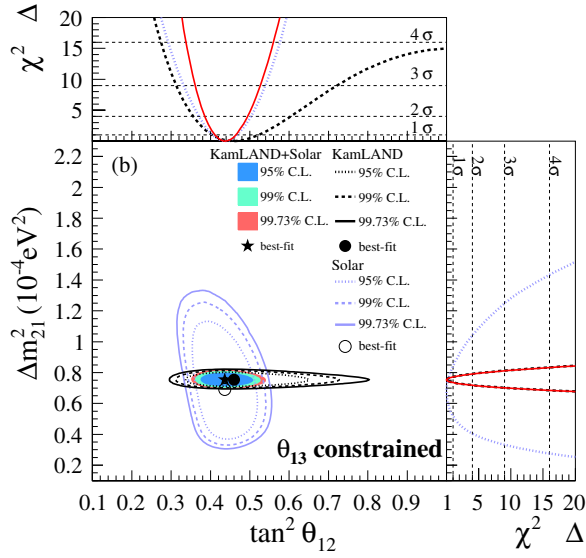 Δ χ²
20
15
10
5
4σ
3σ
2σ
1σ
(b)
KamLAND+Solar
95% C.L.
99% C.L.
99.73% C.L.
best-fit
KamLAND
95% C.L.
99% C.L.
99.73% C.L.
best-fit
Solar
95% C.L.
99% C.L.
99.73% C.L.
best-fit
θ₁₃ constrained
Δm²₂₁ (10⁻⁴eV²)
2.2
2
1.8
1.6
1.4
1.2
1
0.8
0.6
0.4
0.2
0.1 0.2 0.3 0.4 0.5 0.6 0.7 0.8 0.9
tan² θ₁₂
1σ 2σ 3σ 4σ
1 5 10 15 20
χ² Δ